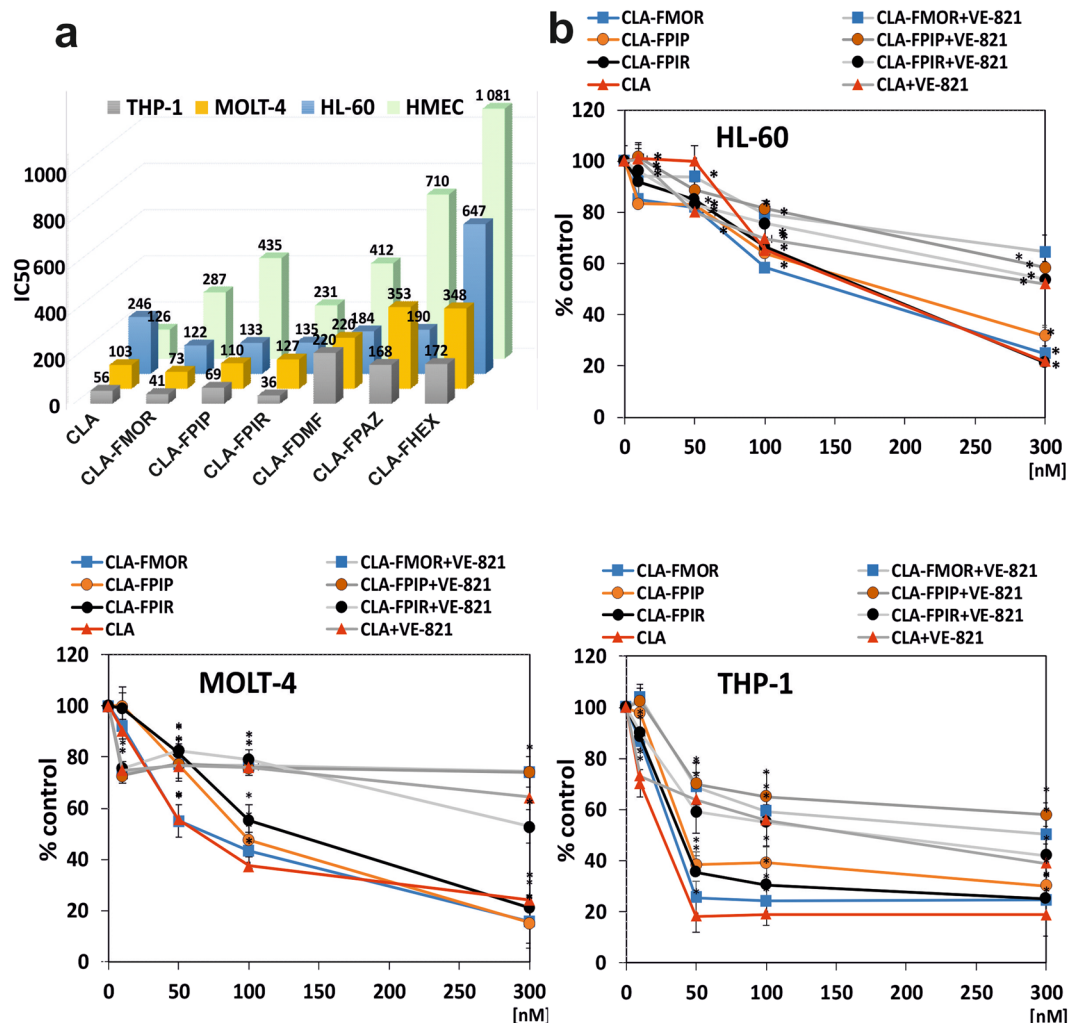 a
THP-1 MOLT-4 HL-60 HMEC
1 081
1000
710
800
647
IC50
600
435
412
400
353 348
287
246 231 220
126 122 133 135 184 190
200
103 73 110 127 220 168 172
56 41 69 36
0
CLA
CLA-FMOR
CLA-FPIP
CLA-FPIR
CLA-FDMF
CLA-FPAZ
CLA-FHEX
b
CLA-FMOR CLA-FMOR+VE-821
CLA-FPIP CLA-FPIP+VE-821
CLA-FPIR CLA-FPIR+VE-821
CLA CLA+VE-821
HL-60
% control
120
100
80
60
40
20
0
0 50 100 150 200 250 300
[nM]
CLA-FMOR CLA-FMOR+VE-821
CLA-FPIP CLA-FPIP+VE-821
CLA-FPIR CLA-FPIR+VE-821
CLA CLA+VE-821
MOLT-4
% control
120
100
80
60
40
20
0
0 50 100 150 200 250 300
[nM]
CLA-FMOR CLA-FMOR+VE-821
CLA-FPIP CLA-FPIP+VE-821
CLA-FPIR CLA-FPIR+VE-821
CLA CLA+VE-821
THP-1
% control
120
100
80
60
40
20
0
0 50 100 150 200 250 300
[nM]